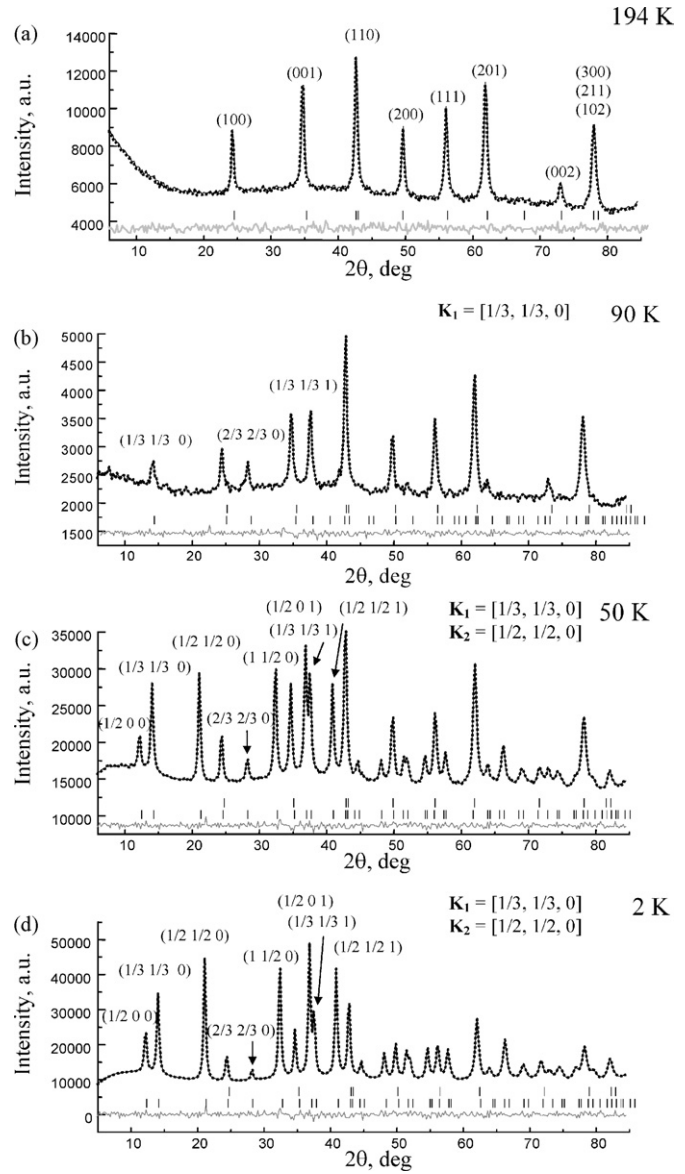 194 K
(a)
Intensity, a.u.
14000
12000
10000
8000
6000
4000
(100)
(001)
(110)
(200)
(111)
(201)
(002)
(300)
(211)
(102)
10 20 30 40 50 60 70 80
2θ, deg
K₁ = [1/3, 1/3, 0]
90 K
(b)
Intensity, a.u.
5000
4500
4000
3500
3000
2500
2000
1500
(1/3 1/3 0)
(2/3 2/3 0)
(1/3 1/3 1)
10 20 30 40 50 60 70 80
2θ, deg
K₁ = [1/3, 1/3, 0]
K₂ = [1/2, 1/2, 0]
50 K
(c)
Intensity, a.u.
35000
30000
25000
20000
15000
10000
(1/2 0 0)
(1/3 1/3 0)
(1/2 1/2 0)
(2/3 2/3 0)
(1 1/2 0)
(1/2 0 1)
(1/3 1/3 1)
(1/2 1/2 1)
10 20 30 40 50 60 70 80
2θ, deg
K₁ = [1/3, 1/3, 0]
K₂ = [1/2, 1/2, 0]
2 K
(d)
Intensity, a.u.
50000
40000
30000
20000
10000
0
(1/2 0 0)
(1/3 1/3 0)
(1/2 1/2 0)
(2/3 2/3 0)
(1 1/2 0)
(1/2 0 1)
(1/3 1/3 1)
(1/2 1/2 1)
10 20 30 40 50 60 70 80
2θ, deg